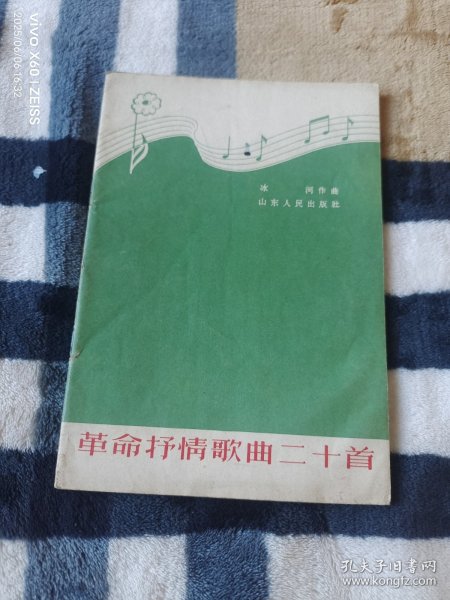 2025/06/06 16:32
vivo X60 | ZEISS
冰 河作曲
山东人民出版社
革命抒情歌曲二十首
孔夫子旧书网
www.kongfz.com